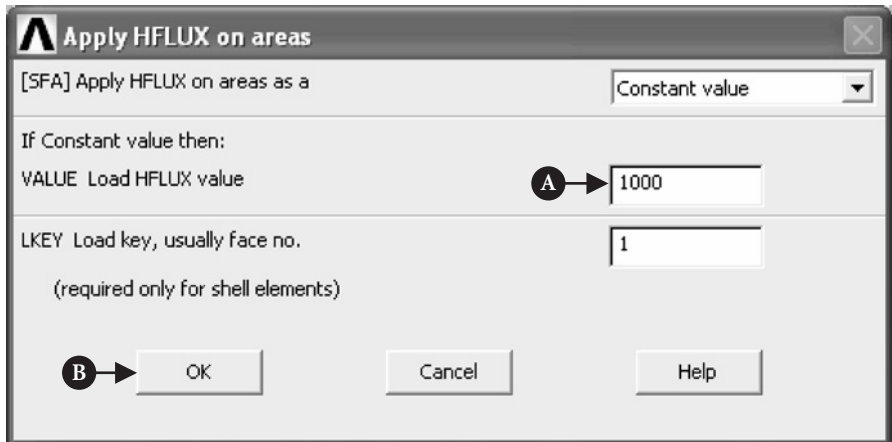 Apply HFLUX on areas
[SFA] Apply HFLUX on areas as a Constant value
If Constant value then:
VALUE Load HFLUX value A 1000
LKEY Load key, usually face no. 1
(required only for shell elements)
B OK Cancel Help